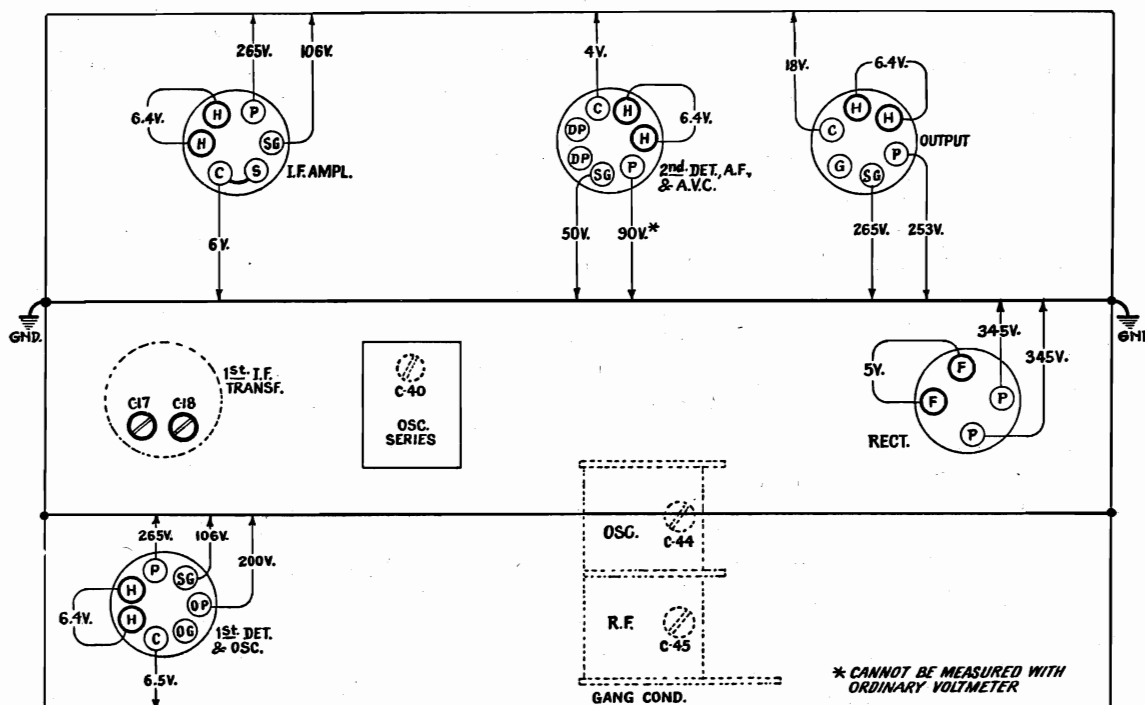 265V. 106V.
6.4V.
H
P
H
SG
C
S
I.F. AMPL.
6V.
4V.
C
H
6.4V.
DP
H
DP
SG
P
2nd. DET., A.F.,
& A.V.C.
50V. 90V.*
18V.
6.4V.
H
H
C
OUTPUT
P
G
SG
265V. 253V.
GND.
GND
1st. I.F.
TRANSF.
C-17 C-18
C-40
OSC.
SERIES
345V.
345V.
5V.
F
F
P
P
RECT.
265V. 106V.
200V.
P
SG
H
OP
6.4V.
H
OG
C
1st. DET.
& OSC.
6.5V.
OSC.
C-44
R.F.
C-45
GANG COND.
* CANNOT BE MEASURED WITH
ORDINARY VOLTMETER